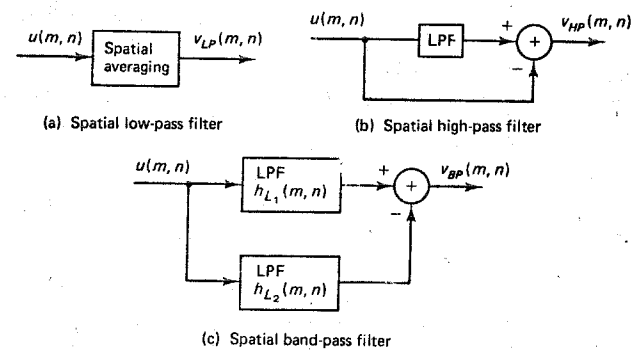 u(m, n)
Spatial
averaging
v_LP(m, n)
(a) Spatial low-pass filter
u(m, n)
LPF
+
+
−
v_HP(m, n)
(b) Spatial high-pass filter
u(m, n)
LPF
h_L₁(m, n)
+
+
−
v_BP(m, n)
LPF
h_L₂(m, n)
(c) Spatial band-pass filter